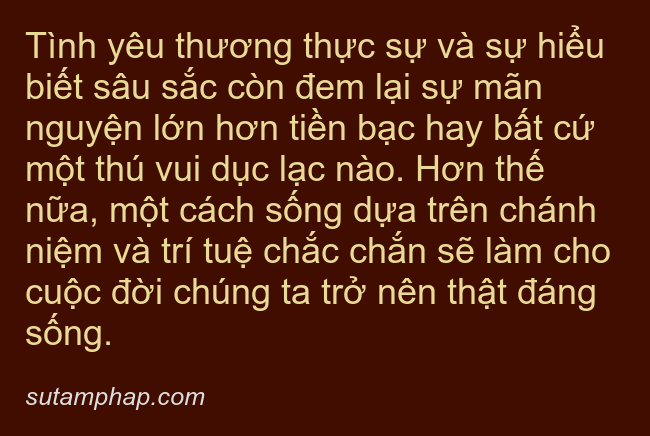 Tình yêu thương thực sự và sự hiểu
biết sâu sắc còn đem lại sự mãn
nguyện lớn hơn tiền bạc hay bất cứ
một thú vui dục lạc nào. Hơn thế
nữa, một cách sống dựa trên chánh
niệm và trí tuệ chắc chắn sẽ làm cho
cuộc đời chúng ta trở nên thật đáng
sống.
sutamphap.com